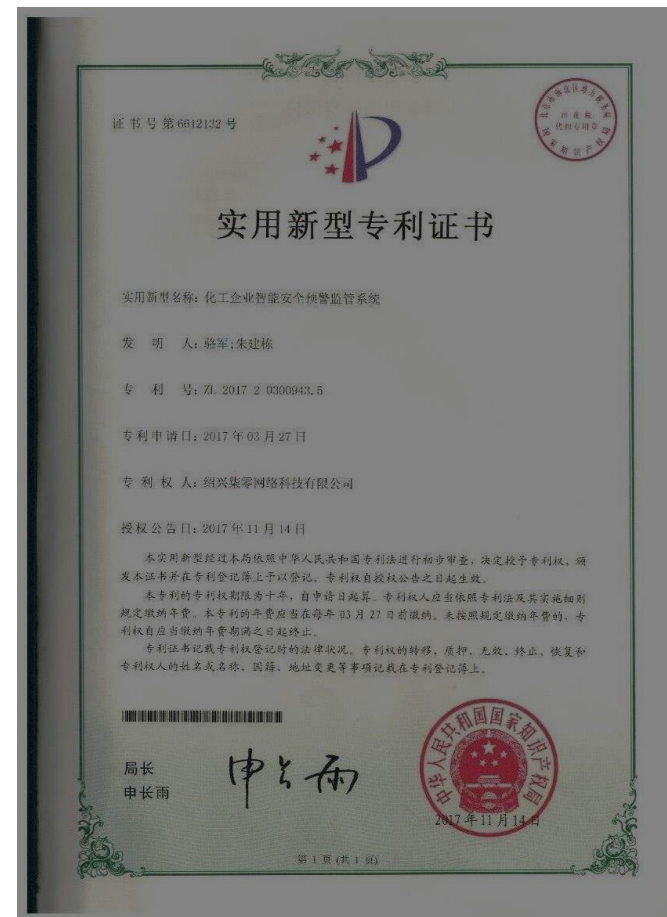 证书号第6612132号
实用新型专利证书
实用新型名称：化工企业智能安全预警监管系统
发明人：骆军;朱建栋
专利号：ZL 2017 2 0300943.5
专利申请日：2017年03月27日
专利权人：绍兴柒零网络科技有限公司
授权公告日：2017年11月14日
本实用新型经过本局依照中华人民共和国专利法进行初步审查，决定授予专利权，颁
发本证书并在专利登记簿上予以登记。专利权自授权公告之日起生效。
本专利的专利权期限为十年，自申请日起算。专利权人应当依照专利法及其实施细则
规定缴纳年费。本专利的年费应当在每年03月27日前缴纳。未按照规定缴纳年费的，专
利权自应当缴纳年费期满之日起终止。
专利证书记载专利权登记时的法律状况。专利权的转移、质押、无效、终止、恢复和
专利权人的姓名或名称、国籍、地址变更等事项记载在专利登记簿上。
局长
申长雨
申长雨
中华人民共和国国家知识产权局
2017年11月14日
第1页(共1页)